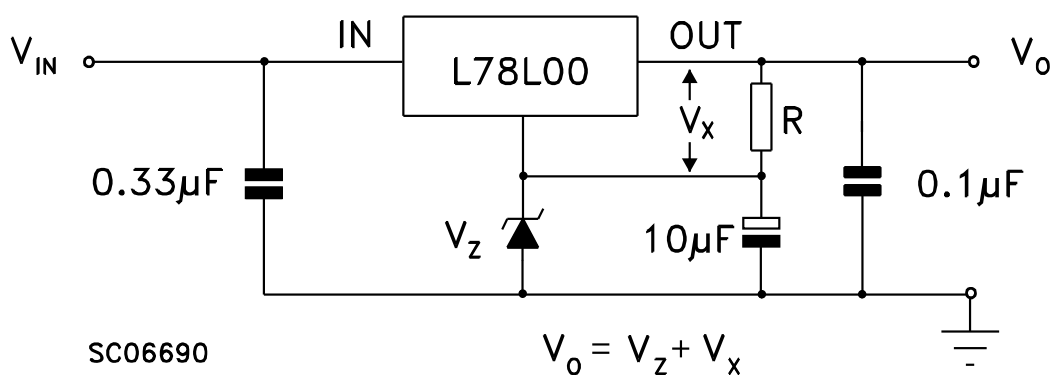 IN
OUT
V_IN
L78L00
V_O
V_X
R
0.33µF
0.1µF
V_Z
10µF
SC06690
V_O = V_Z + V_X